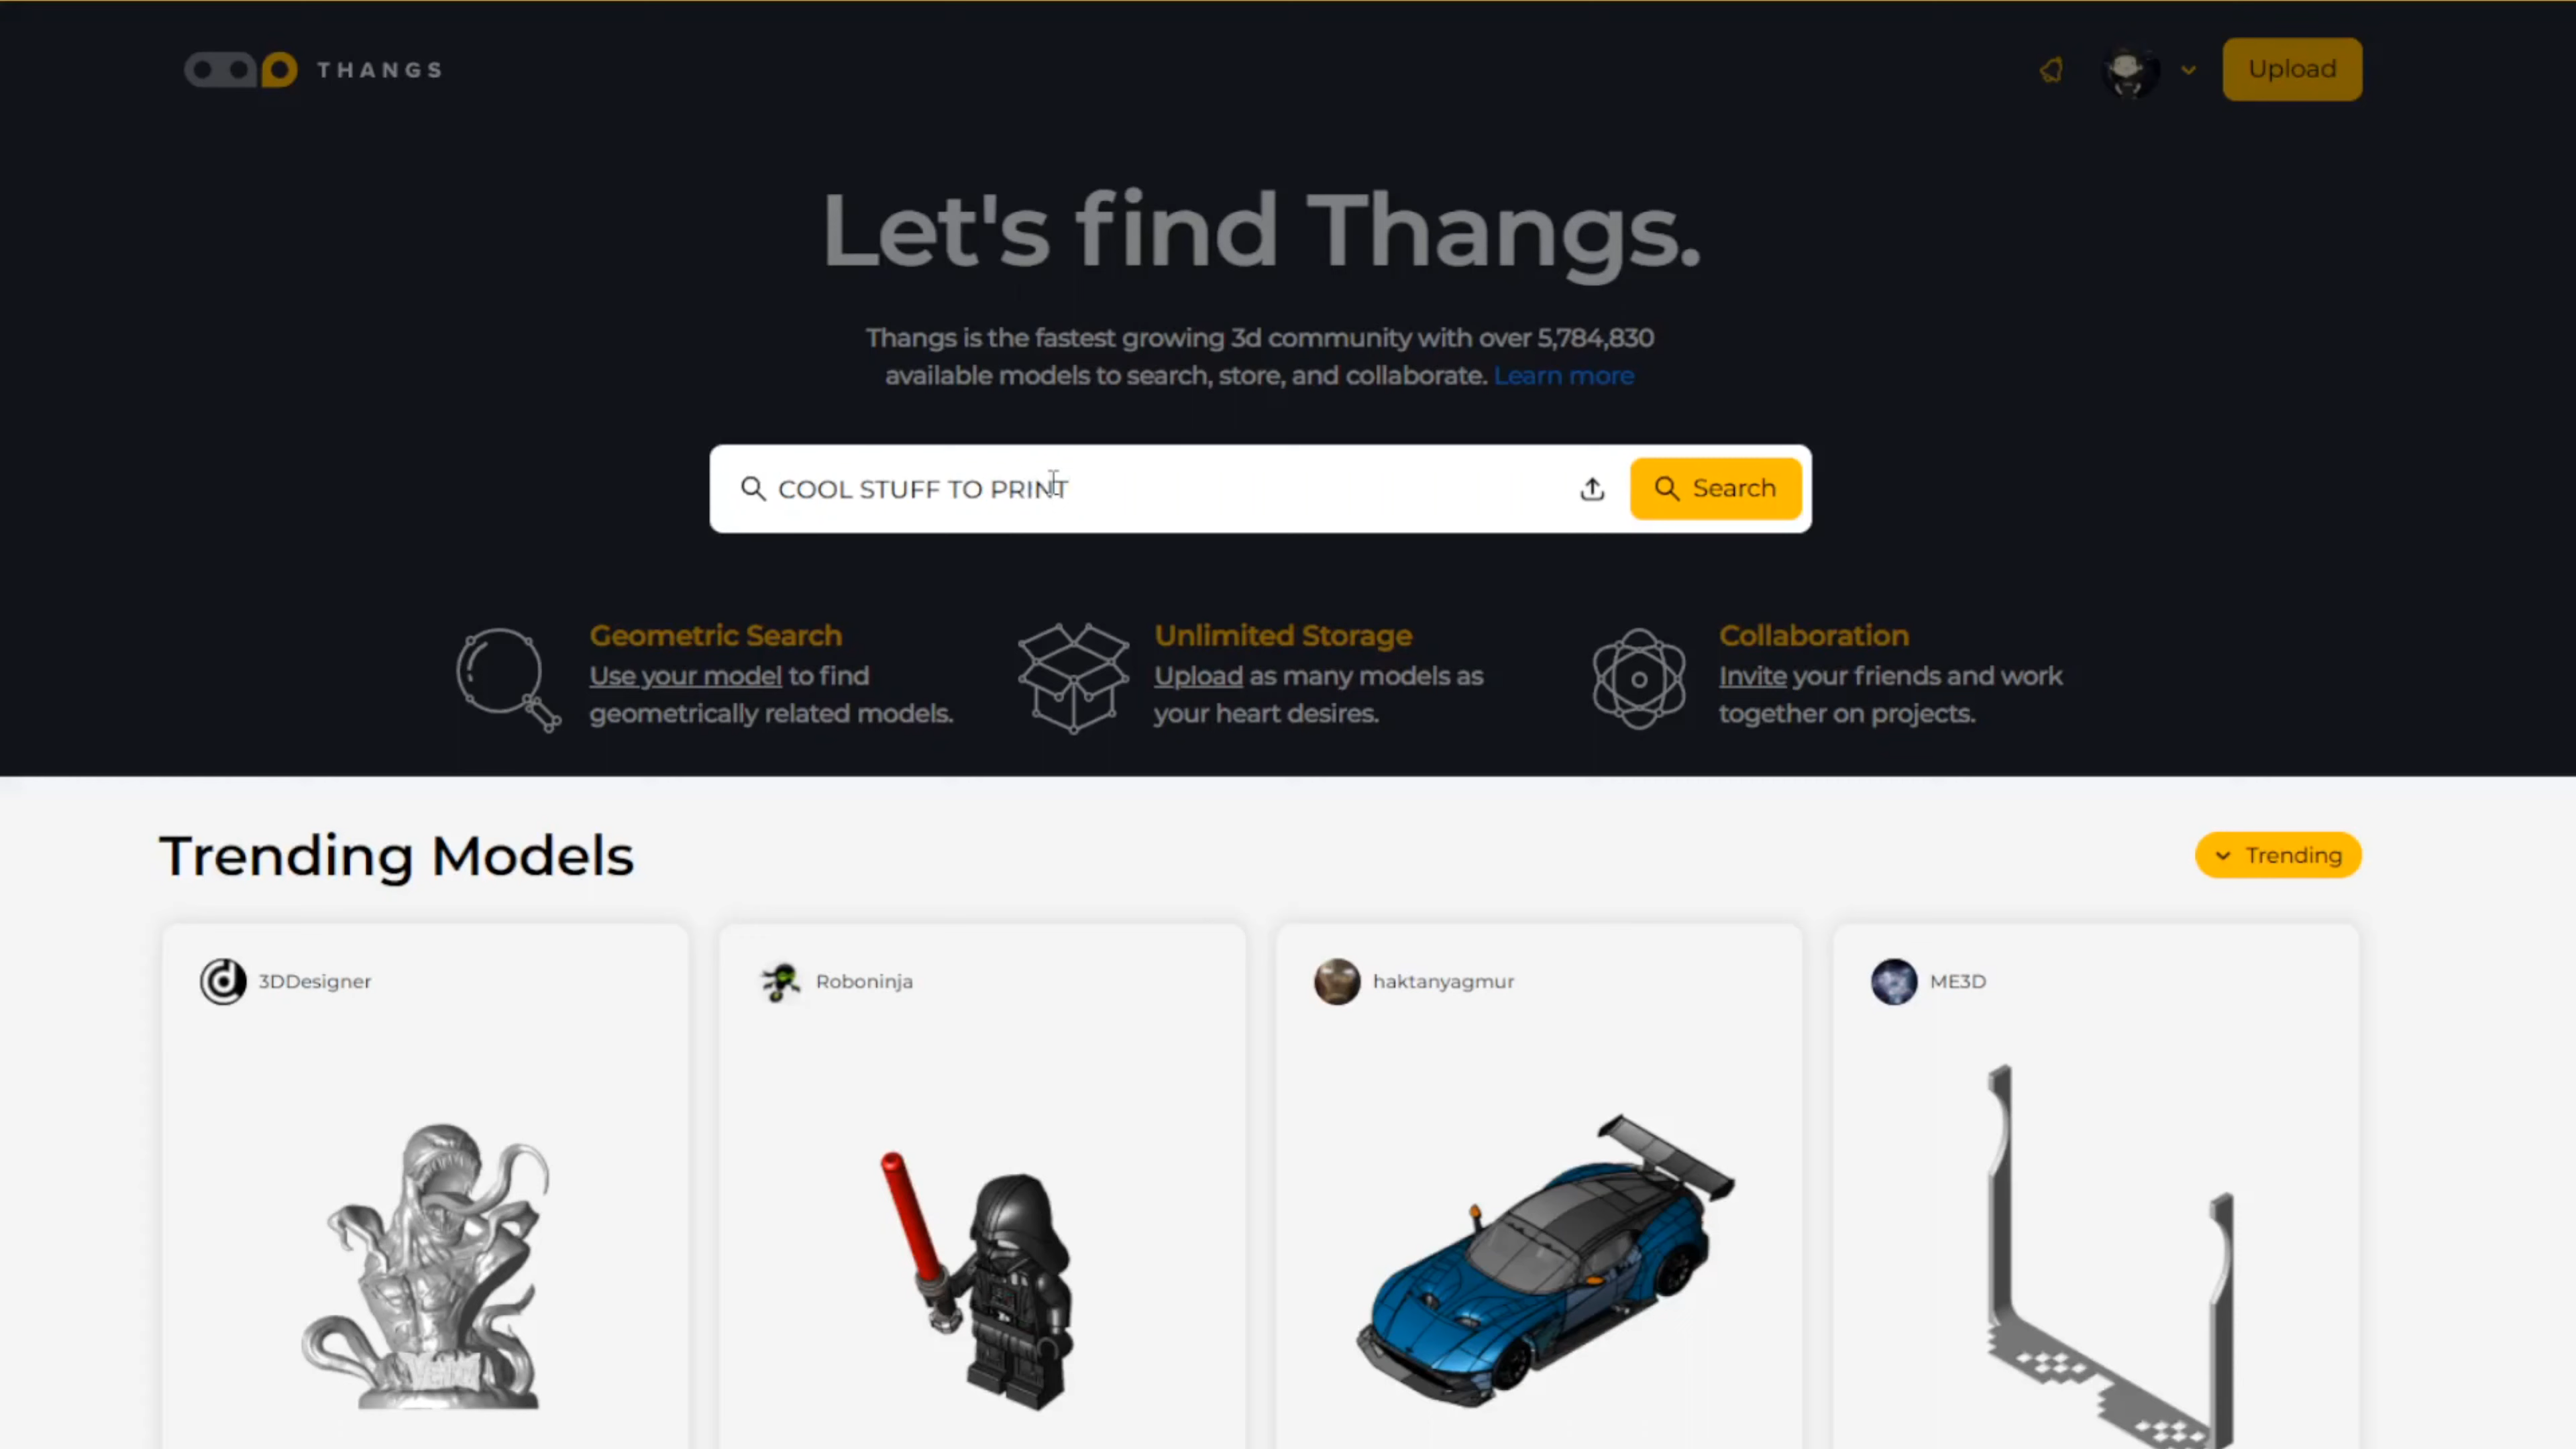 THANGS
Upload
Let's find Thangs.
Thangs is the fastest growing 3d community with over 5,784,830
available models to search, store, and collaborate. Learn more
COOL STUFF TO PRINT
Search
Geometric Search
Use your model to find
geometrically related models.
Unlimited Storage
Upload as many models as
your heart desires.
Collaboration
Invite your friends and work
together on projects.
Trending Models
Trending
3DDesigner
Roboninja
haktanyagmur
ME3D